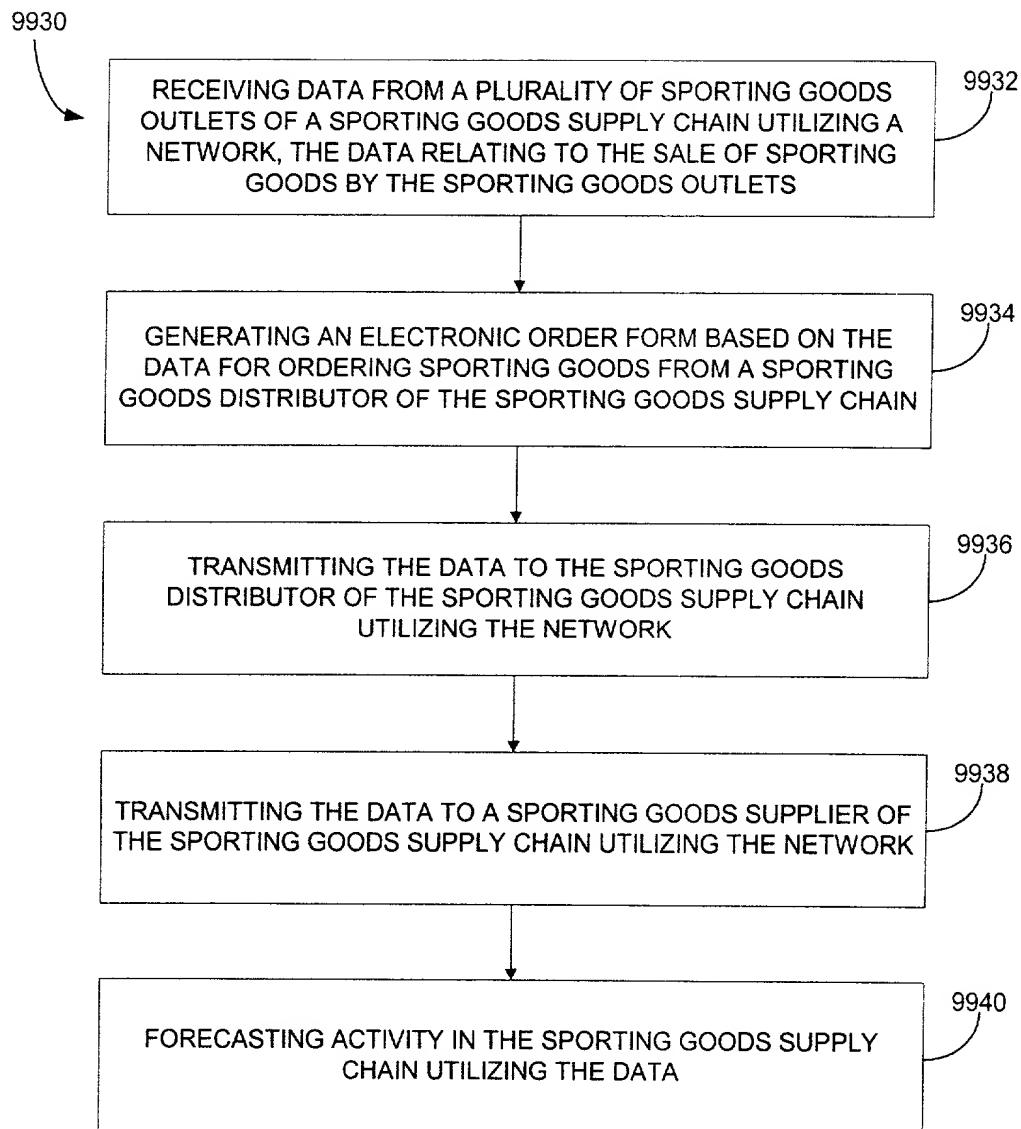 9930
9932
RECEIVING DATA FROM A PLURALITY OF SPORTING GOODS
OUTLETS OF A SPORTING GOODS SUPPLY CHAIN UTILIZING A
NETWORK, THE DATA RELATING TO THE SALE OF SPORTING
GOODS BY THE SPORTING GOODS OUTLETS
9934
GENERATING AN ELECTRONIC ORDER FORM BASED ON THE
DATA FOR ORDERING SPORTING GOODS FROM A SPORTING
GOODS DISTRIBUTOR OF THE SPORTING GOODS SUPPLY CHAIN
9936
TRANSMITTING THE DATA TO THE SPORTING GOODS
DISTRIBUTOR OF THE SPORTING GOODS SUPPLY CHAIN
UTILIZING THE NETWORK
9938
TRANSMITTING THE DATA TO A SPORTING GOODS SUPPLIER OF
THE SPORTING GOODS SUPPLY CHAIN UTILIZING THE NETWORK
9940
FORECASTING ACTIVITY IN THE SPORTING GOODS SUPPLY
CHAIN UTILIZING THE DATA